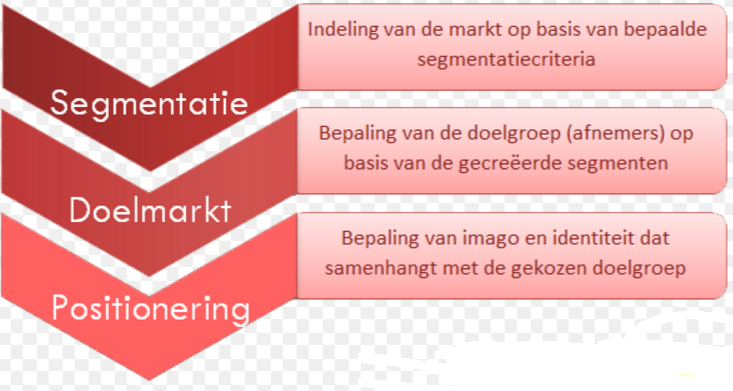 Segmentatie
Indeling van de markt op basis van bepaalde
segmentatiecriteria
Doelmarkt
Bepaling van de doelgroep (afnemers) op
basis van de gecreëerde segmenten
Positionering
Bepaling van imago en identiteit dat
samenhangt met de gekozen doelgroep